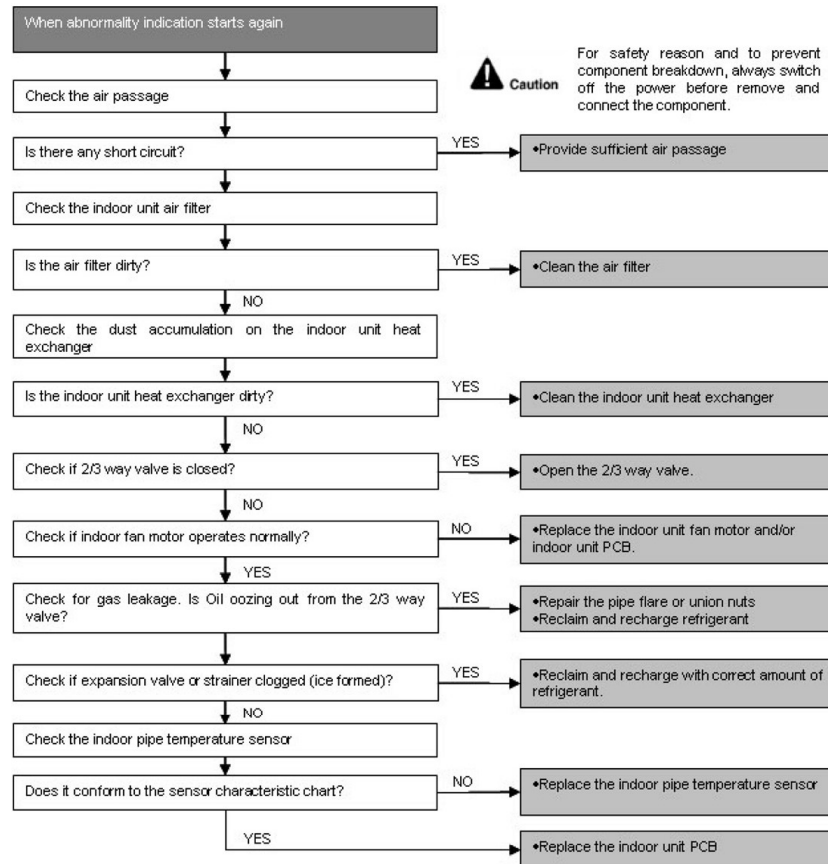 When abnormality indication starts again
For safety reason and to prevent
component breakdown, always switch
off the power before remove and
connect the component.
Caution
Check the air passage
Is there any short circuit?
YES
•Provide sufficient air passage
Check the indoor unit air filter
Is the air filter dirty?
YES
•Clean the air filter
NO
Check the dust accumulation on the indoor unit heat
exchanger
Is the indoor unit heat exchanger dirty?
YES
•Clean the indoor unit heat exchanger
NO
Check if 2/3 way valve is closed?
YES
•Open the 2/3 way valve.
NO
Check if indoor fan motor operates normally?
NO
•Replace the indoor unit fan motor and/or
indoor unit PCB.
YES
Check for gas leakage. Is Oil oozing out from the 2/3 way
valve?
YES
•Repair the pipe flare or union nuts
•Reclaim and recharge refrigerant
Check if expansion valve or strainer clogged (ice formed)?
YES
•Reclaim and recharge with correct amount of
refrigerant.
NO
Check the indoor pipe temperature sensor
Does it conform to the sensor characteristic chart?
NO
•Replace the indoor pipe temperature sensor
YES
•Replace the indoor unit PCB